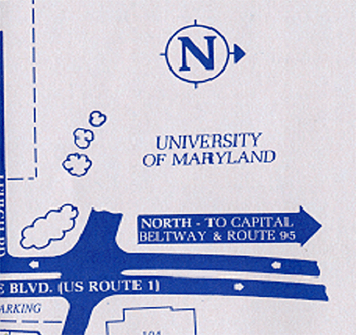 N
UNIVERSITY
OF MARYLAND
NORTH - TO CAPITAL
BELTWAY & ROUTE 95
E BLVD. (US ROUTE 1)
ARKING